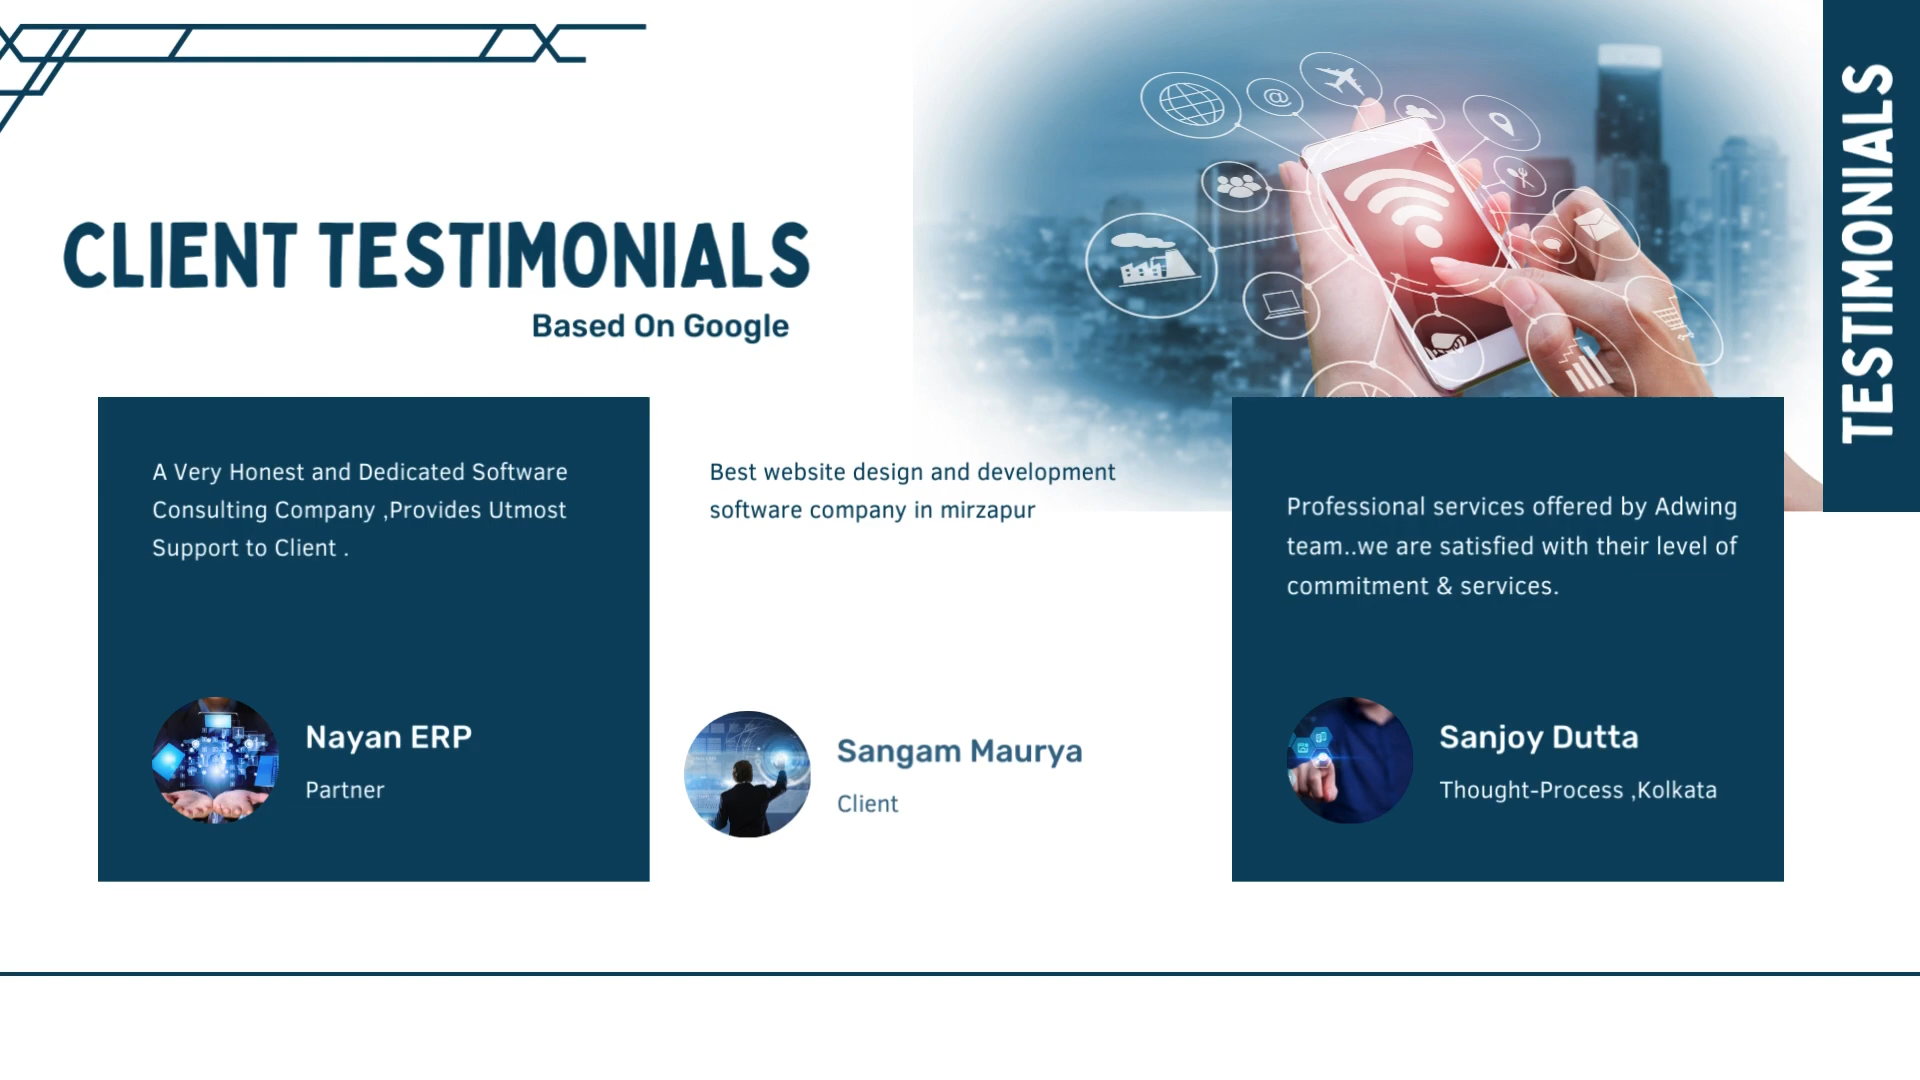 CLIENT TESTIMONIALS
Based On Google
TESTIMONIALS
A Very Honest and Dedicated Software
Consulting Company ,Provides Utmost
Support to Client .
Nayan ERP
Partner
Best website design and development
software company in mirzapur
Sangam Maurya
Client
Professional services offered by Adwing
team..we are satisfied with their level of
commitment & services.
Sanjoy Dutta
Thought-Process ,Kolkata